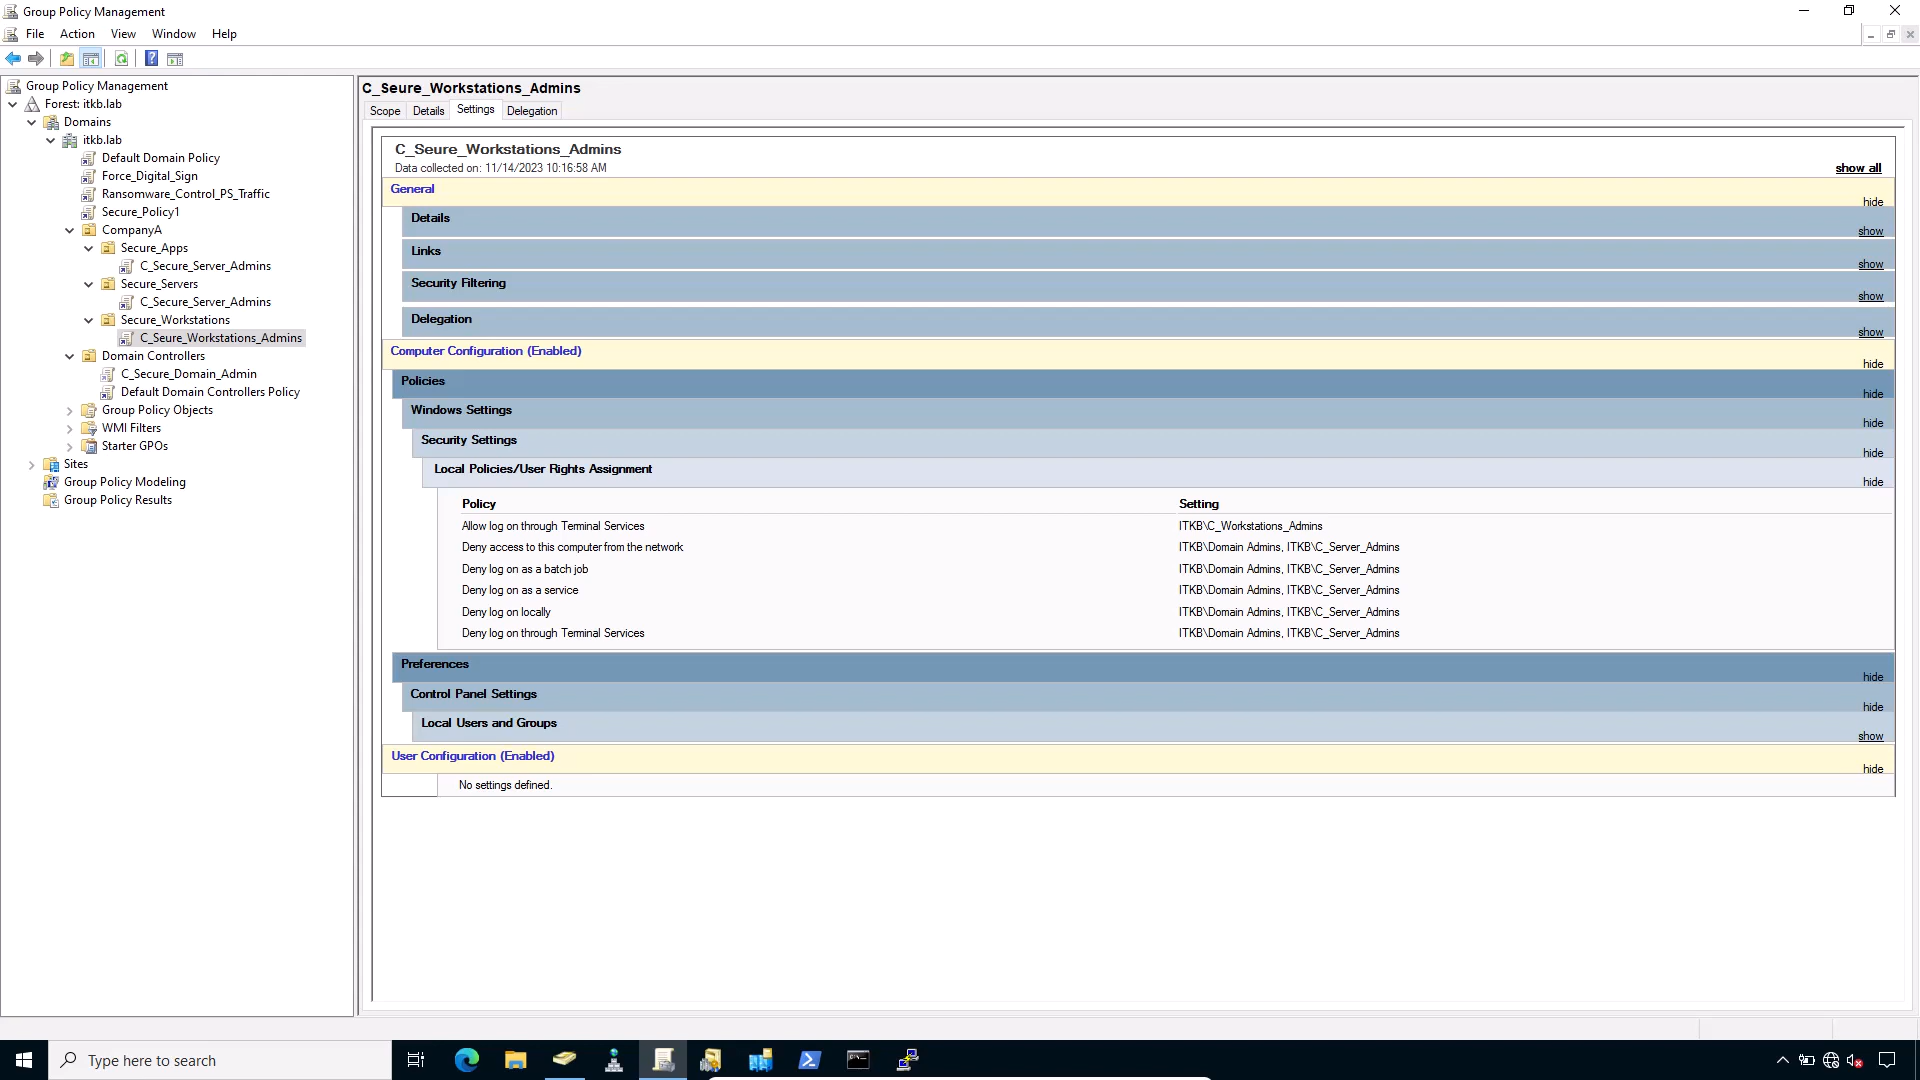 Group Policy Management
File Action View Window Help
Group Policy Management
Forest: itkb.lab
Domains
itkb.lab
Default Domain Policy
Force_Digital_Sign
Ransomware_Control_PS_Traffic
Secure_Policy1
CompanyA
Secure_Apps
C_Secure_Server_Admins
Secure_Servers
C_Secure_Server_Admins
Secure_Workstations
C_Seure_Workstations_Admins
Domain Controllers
C_Secure_Domain_Admin
Default Domain Controllers Policy
Group Policy Objects
WMI Filters
Starter GPOs
Sites
Group Policy Modeling
Group Policy Results
C_Seure_Workstations_Admins
Scope Details Settings Delegation
C_Seure_Workstations_Admins
Data collected on: 11/14/2023 10:16:58 AM show all
General hide
Details show
Links show
Security Filtering show
Delegation show
Computer Configuration (Enabled) hide
Policies hide
Windows Settings hide
Security Settings hide
Local Policies/User Rights Assignment hide
Policy Setting
Allow log on through Terminal Services ITKB\C_Workstations_Admins
Deny access to this computer from the network ITKB\Domain Admins, ITKB\C_Server_Admins
Deny log on as a batch job ITKB\Domain Admins, ITKB\C_Server_Admins
Deny log on as a service ITKB\Domain Admins, ITKB\C_Server_Admins
Deny log on locally ITKB\Domain Admins, ITKB\C_Server_Admins
Deny log on through Terminal Services ITKB\Domain Admins, ITKB\C_Server_Admins
Preferences hide
Control Panel Settings hide
Local Users and Groups show
User Configuration (Enabled) hide
No settings defined.
Type here to search